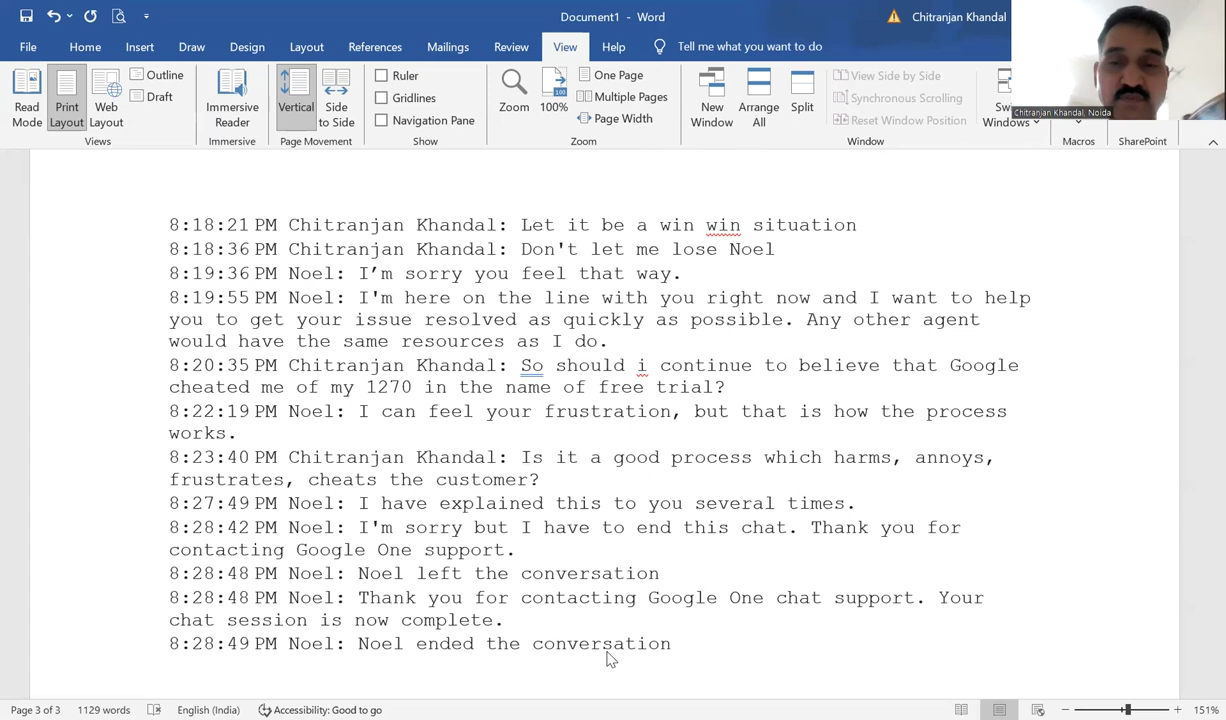 Document1 - Word
Chitranjan Khandal
File Home Insert Draw Design Layout References Mailings Review View Help Tell me what you want to do
Read Mode
Print Layout
Web Layout
Outline
Draft
Views
Immersive Reader
Immersive
Vertical
Side to Side
Page Movement
Ruler
Gridlines
Navigation Pane
Show
Zoom
100%
One Page
Multiple Pages
Page Width
Zoom
New Window
Arrange All
Split
View Side by Side
Synchronous Scrolling
Reset Window Position
Windows
Window
Macros
SharePoint
Chitranjan Khandal, Noida
8:18:21 PM Chitranjan Khandal: Let it be a win win situation
8:18:36 PM Chitranjan Khandal: Don't let me lose Noel
8:19:36 PM Noel: I’m sorry you feel that way.
8:19:55 PM Noel: I'm here on the line with you right now and I want to help
you to get your issue resolved as quickly as possible. Any other agent
would have the same resources as I do.
8:20:35 PM Chitranjan Khandal: So should i continue to believe that Google
cheated me of my 1270 in the name of free trial?
8:22:19 PM Noel: I can feel your frustration, but that is how the process
works.
8:23:40 PM Chitranjan Khandal: Is it a good process which harms, annoys,
frustrates, cheats the customer?
8:27:49 PM Noel: I have explained this to you several times.
8:28:42 PM Noel: I'm sorry but I have to end this chat. Thank you for
contacting Google One support.
8:28:48 PM Noel: Noel left the conversation
8:28:48 PM Noel: Thank you for contacting Google One chat support. Your
chat session is now complete.
8:28:49 PM Noel: Noel ended the conversation
Page 3 of 3 1129 words English (India) Accessibility: Good to go 151%